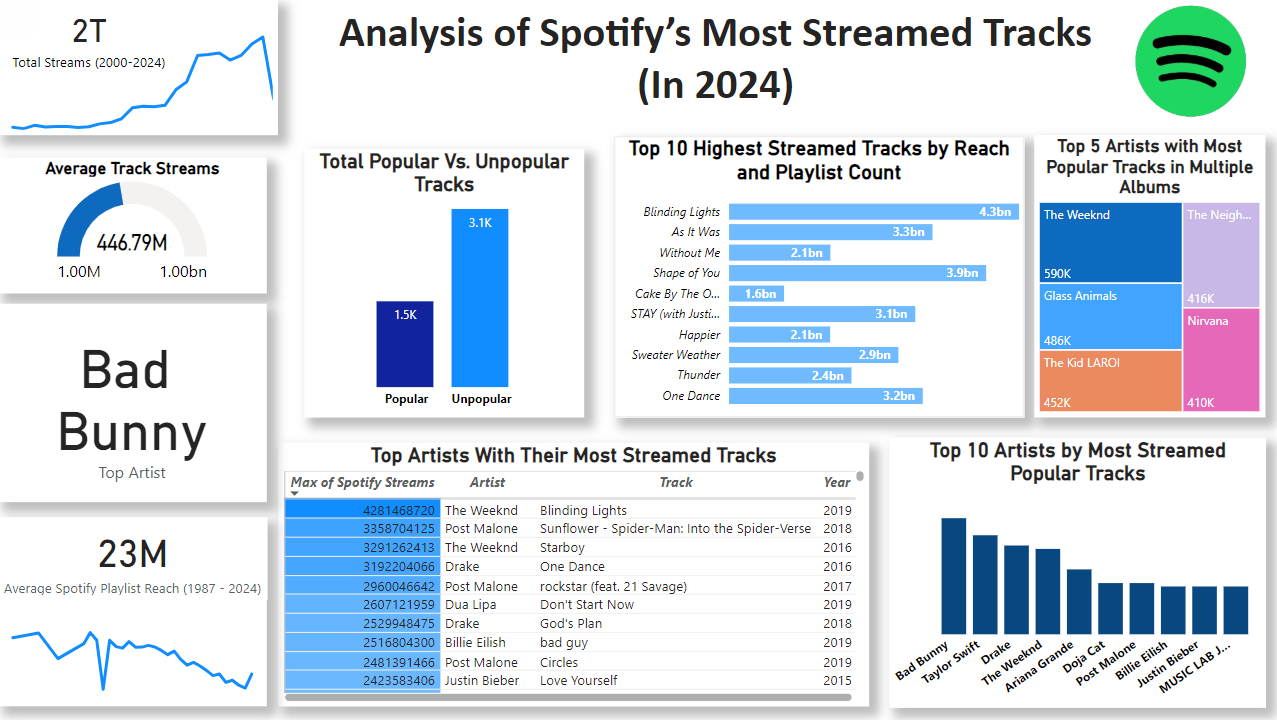 Analysis of Spotify's Most Streamed Tracks
(In 2024)
2T
Total Streams (2000-2024)
Average Track Streams
446.79M
1.00M 1.00bn
Bad
Bunny
Top Artist
23M
Average Spotify Playlist Reach (1987 - 2024)
Total Popular Vs. Unpopular
Tracks
1.5K
3.1K
Popular Unpopular
Top 10 Highest Streamed Tracks by Reach
and Playlist Count
Blinding Lights 4.3bn
As It Was 3.3bn
Without Me 2.1bn
Shape of You 3.9bn
Cake By The O... 1.6bn
STAY (with Justi... 3.1bn
Happier 2.1bn
Sweater Weather 2.9bn
Thunder 2.4bn
One Dance 3.2bn
Top 5 Artists with Most
Popular Tracks in Multiple
Albums
The Weeknd
590K
Glass Animals
486K
The Kid LAROI
452K
The Neigh...
416K
Nirvana
410K
Top Artists With Their Most Streamed Tracks
Max of Spotify Streams Artist Track Year
4281468720 The Weeknd Blinding Lights 2019
3358704125 Post Malone Sunflower - Spider-Man: Into the Spider-Verse 2018
3291262413 The Weeknd Starboy 2016
3192204066 Drake One Dance 2016
2960046642 Post Malone rockstar (feat. 21 Savage) 2017
2607121959 Dua Lipa Don't Start Now 2019
2529948475 Drake God's Plan 2018
2516804300 Billie Eilish bad guy 2019
2481391466 Post Malone Circles 2019
2423583406 Justin Bieber Love Yourself 2015
Top 10 Artists by Most Streamed
Popular Tracks
Bad Bunny
Taylor Swift
Drake
The Weeknd
Ariana Grande
Doja Cat
Post Malone
Billie Eilish
Justin Bieber
MUSIC LAB J...